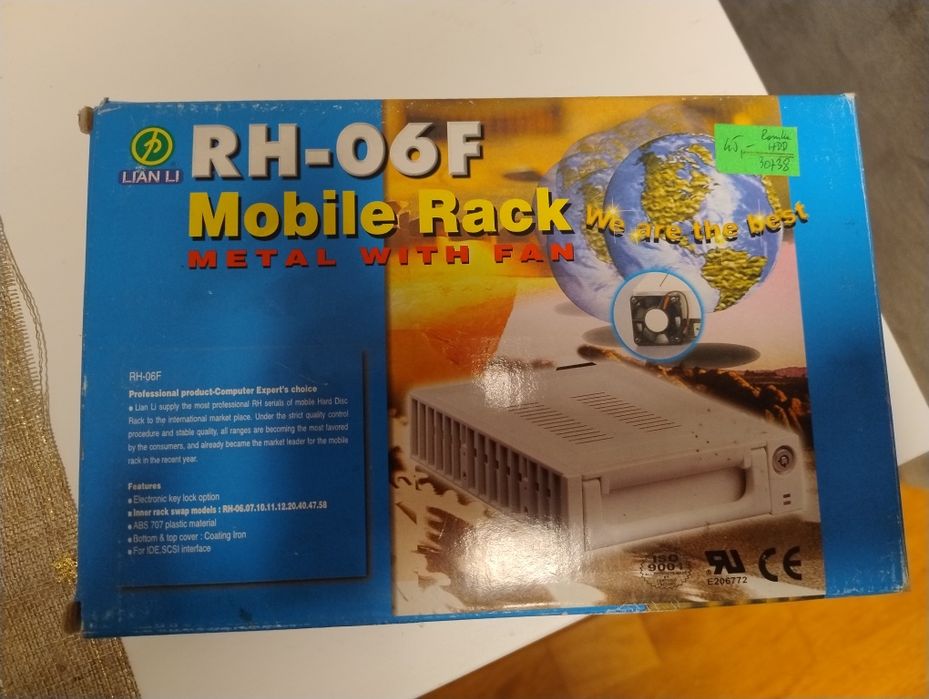 LIAN LI
RH-06F
Mobile Rack
METAL WITH FAN
We are the best
45,-
HDD
30+38
RH-06F
Professional product-Computer Expert's choice
Lian Li supply the most professional RH serials of mobile Hard Disc
Rack to the international market place. Under the strict quality control
procedure and stable quality, all ranges are becoming the most favored
by the consumers, and already became the market leader for the mobile
rack in the recent year.
Features
Electronic key lock option
Inner rack swap models : RH-06.07.10.11.12.20.40.47.58
ABS 707 plastic material
Bottom & top cover : Coating Iron
For IDE,SCSI interface
ISO
9001
E206772
CE